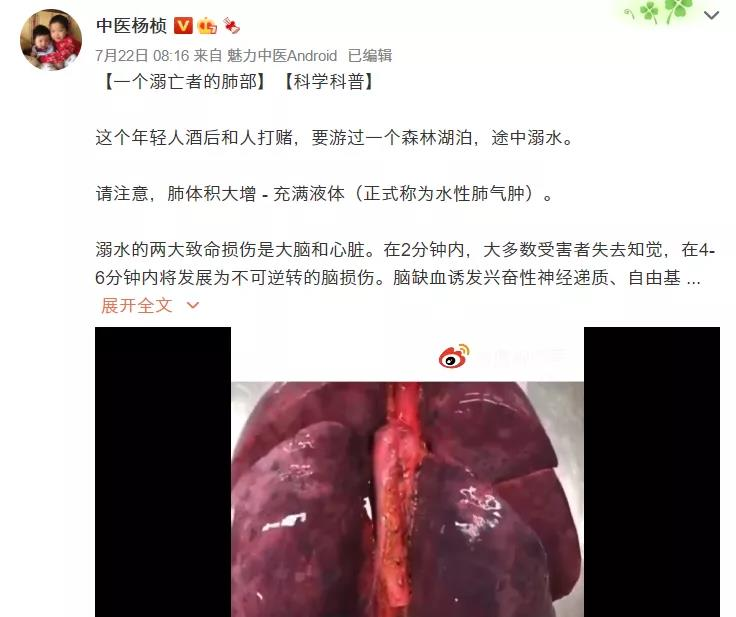 中医杨桢
7月22日 08:16 来自 魅力中医Android 已编辑
【一个溺亡者的肺部】【科学科普】
这个年轻人酒后和人打赌，要游过一个森林湖泊，途中溺水。
请注意，肺体积大增 - 充满液体（正式称为水性肺气肿）。
溺水的两大致命损伤是大脑和心脏。在2分钟内，大多数受害者失去知觉，在4-
6分钟内将发展为不可逆转的脑损伤。脑缺血诱发兴奋性神经递质、自由基 ...
展开全文